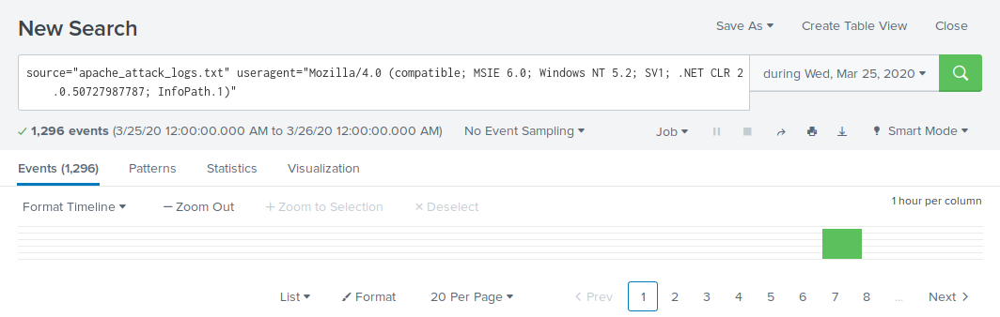 New Search
Save As Create Table View Close
source="apache_attack_logs.txt" useragent="Mozilla/4.0 (compatible; MSIE 6.0; Windows NT 5.2; SV1; .NET CLR 2
.0.50727987787; InfoPath.1)"
during Wed, Mar 25, 2020
1,296 events (3/25/20 12:00:00.000 AM to 3/26/20 12:00:00.000 AM) No Event Sampling Job Smart Mode
Events (1,296) Patterns Statistics Visualization
Format Timeline − Zoom Out + Zoom to Selection × Deselect
1 hour per column
List Format 20 Per Page < Prev 1 2 3 4 5 6 7 8 ... Next >